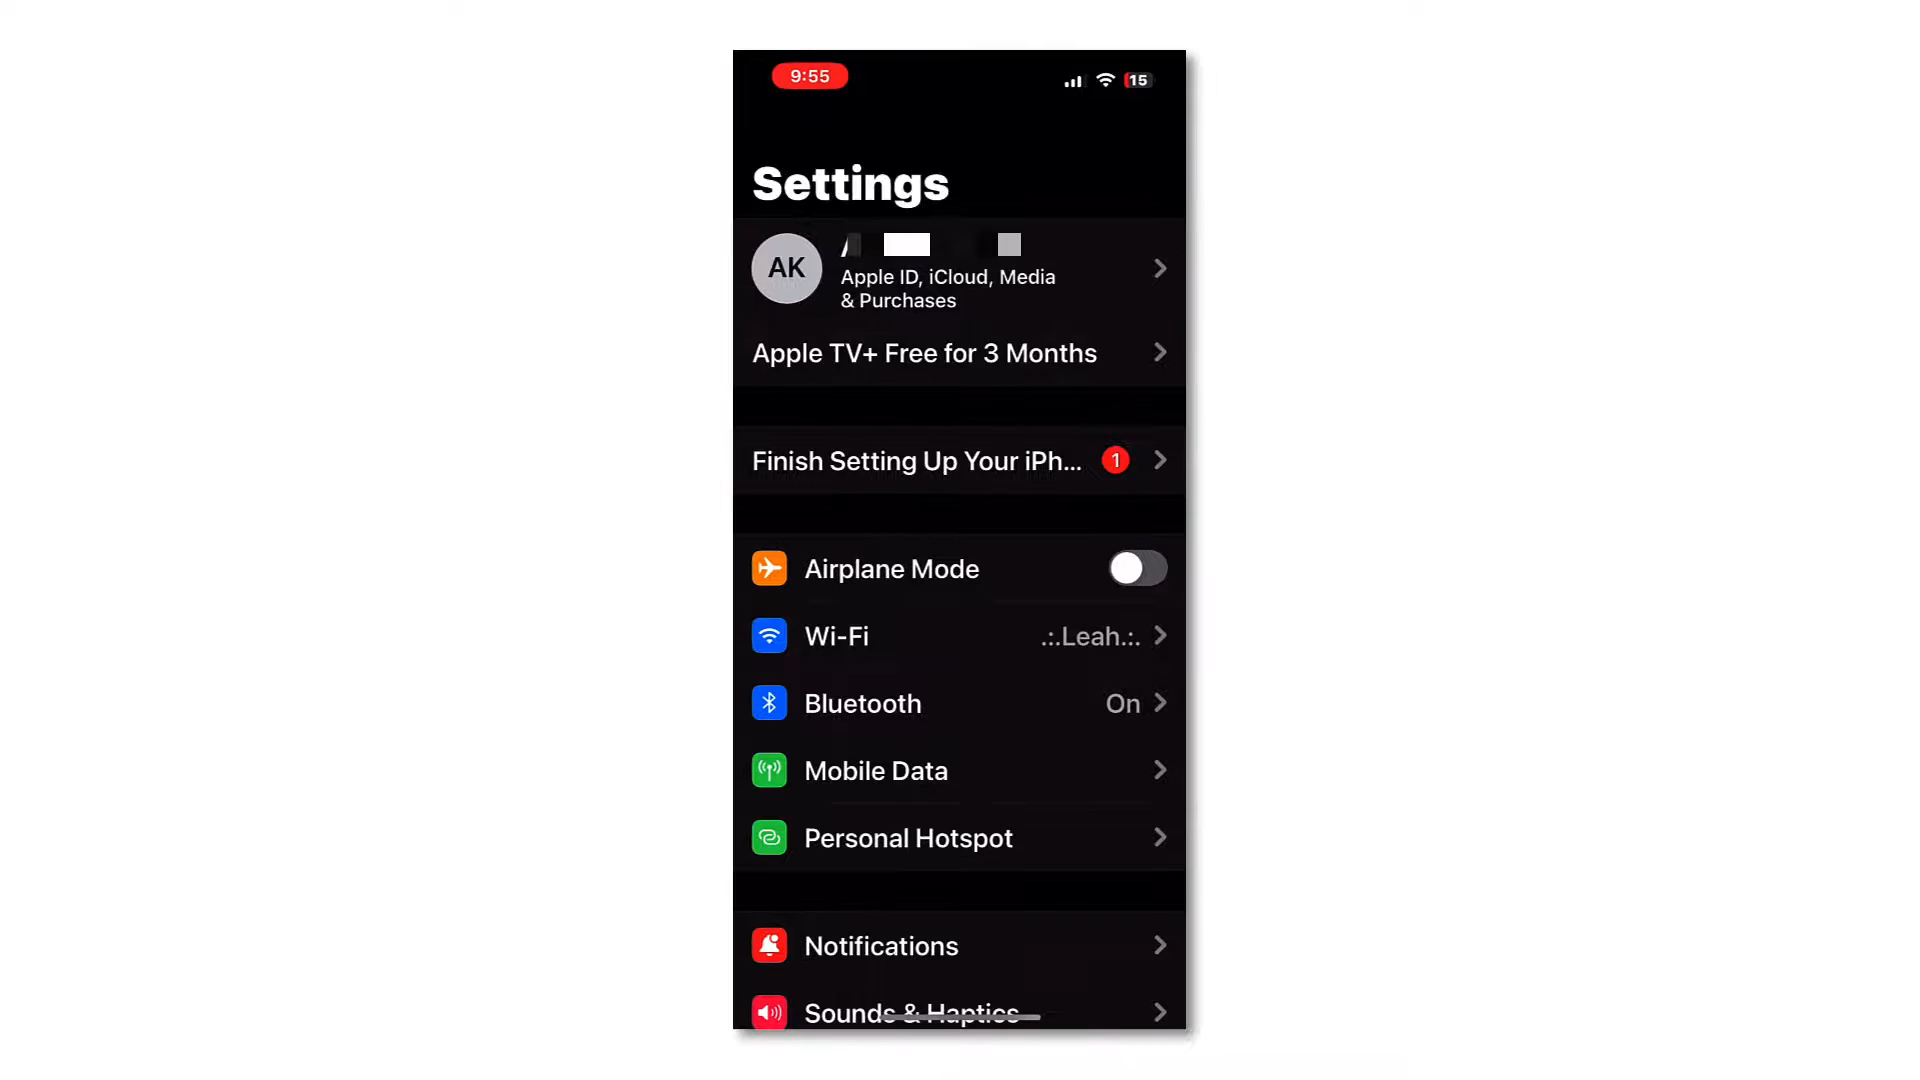 9:55
15
Settings
AK
Apple ID, iCloud, Media
& Purchases
Apple TV+ Free for 3 Months
Finish Setting Up Your iPh... 1
Airplane Mode
Wi-Fi .:.Leah.:.
Bluetooth On
Mobile Data
Personal Hotspot
Notifications
Sounds & Haptics